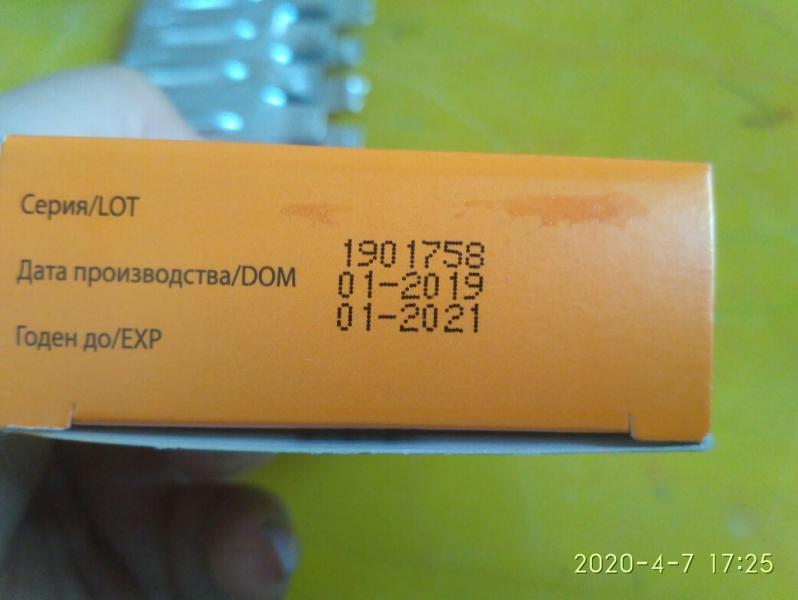 Серия/LOT
1901758
Дата производства/DOM
01-2019
Годен до/EXP
01-2021
2020-4-7 17:25